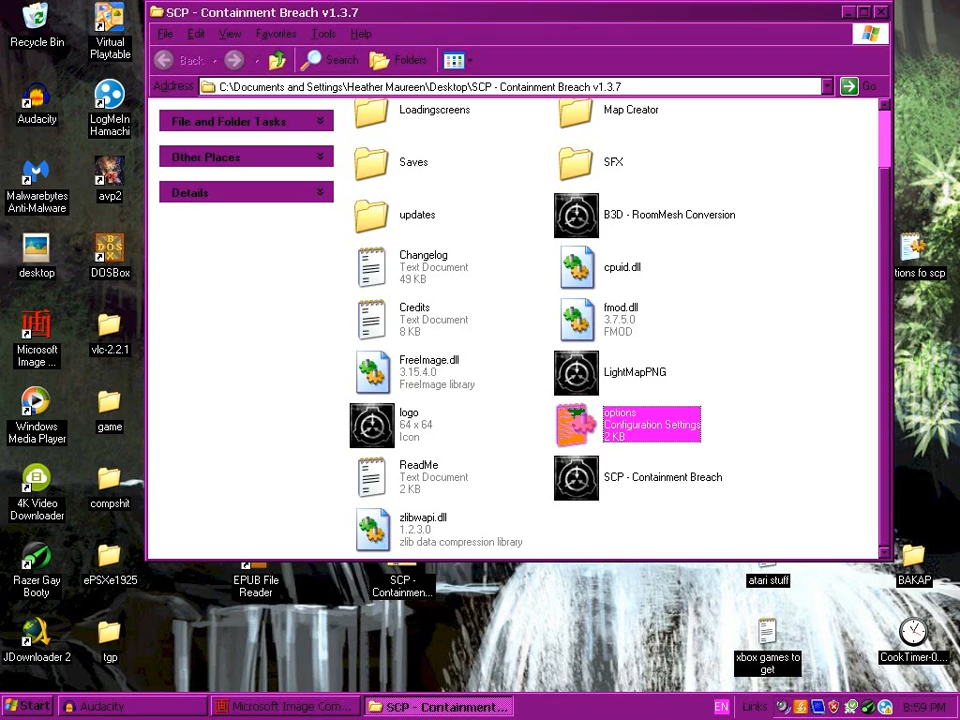 SCP - Containment Breach v1.3.7
File Edit View Favorites Tools Help
Back Search Folders
Address C:\Documents and Settings\Heather Maureen\Desktop\SCP - Containment Breach v1.3.7 Go
File and Folder Tasks
Other Places
Details
Loadingscreens
Map Creator
Saves
SFX
updates
B3D - RoomMesh Conversion
Changelog
Text Document
49 KB
cpuid.dll
Credits
Text Document
8 KB
fmod.dll
3.7.5.0
FMOD
FreeImage.dll
3.15.4.0
FreeImage library
LightMapPNG
logo
64 x 64
Icon
options
Configuration Settings
2 KB
ReadMe
Text Document
2 KB
SCP - Containment Breach
zlibwapi.dll
1.2.3.0
zlib data compression library
Recycle Bin
Virtual
Playtable
Audacity
LogMeIn
Hamachi
Malwarebytes
Anti-Malware
avp2
desktop
DOSBox
Microsoft
Image ...
vlc-2.2.1
Windows
Media Player
game
4K Video
Downloader
compshit
Razer Gay
Booty
ePSXe1925
JDownloader 2
tgp
EPUB File
Reader
SCP -
Containmen...
tions fo scp
atari stuff
BAKAP
xbox games to
get
CookTimer-0....
Start Audacity Microsoft Image Com... SCP - Containment... EN Links 8:59 PM